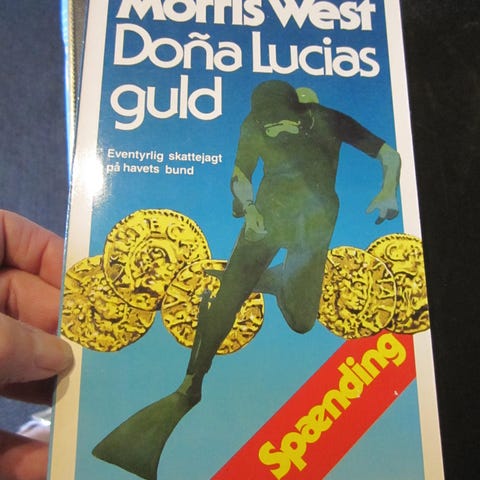 Morris West
Doña Lucias
guld
Eventyrlig skattejagt
på havets bund
Spænding